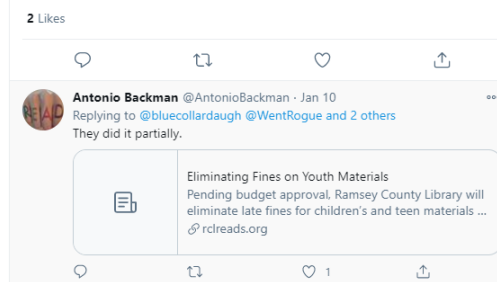 2 Likes
Antonio Backman @AntonioBackman · Jan 10
Replying to @bluecollardaugh @WentRogue and 2 others
They did it partially.
Eliminating Fines on Youth Materials
Pending budget approval, Ramsey County Library will
eliminate late fines for children's and teen materials ...
rclreads.org
1